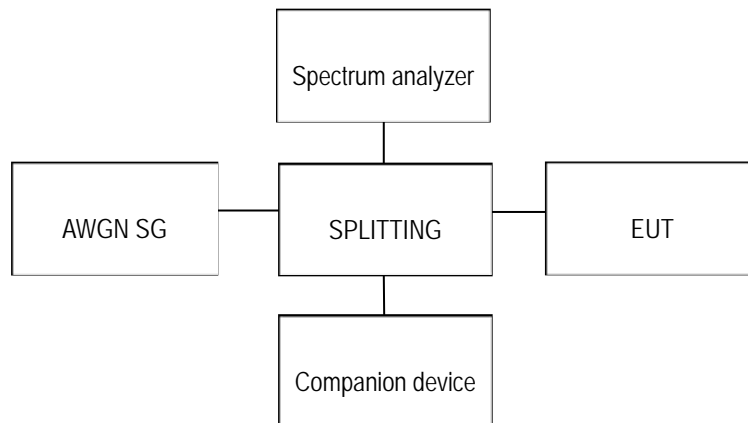 Spectrum analyzer
AWGN SG
SPLITTING
EUT
Companion device